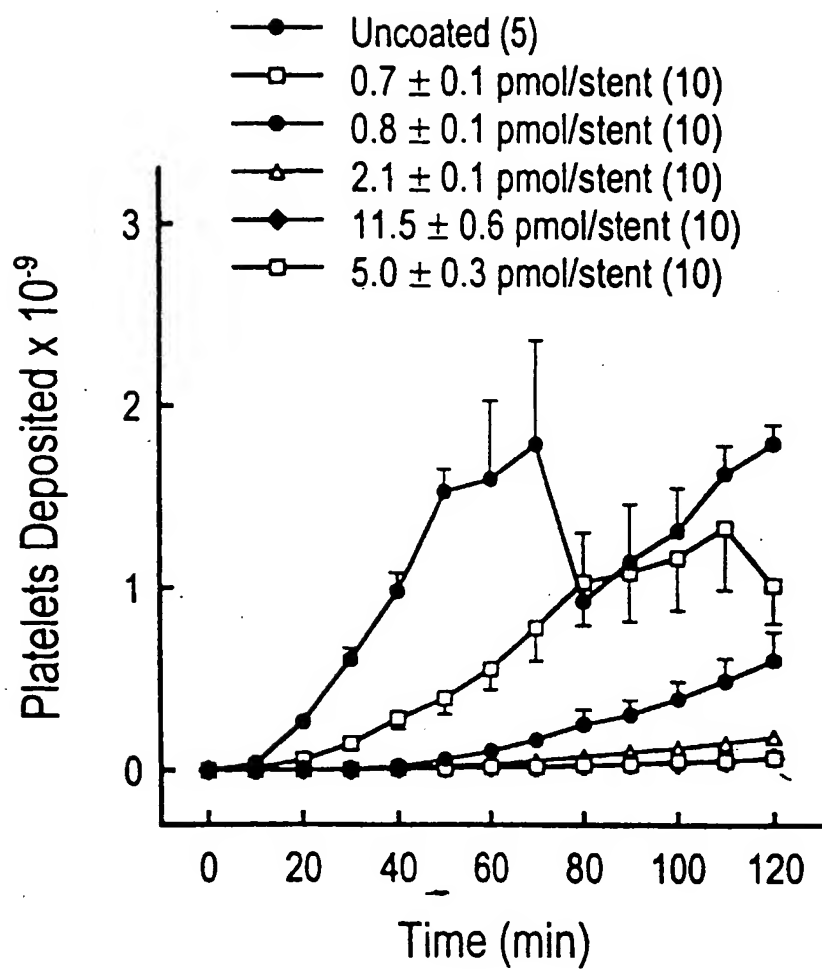 Uncoated (5)
0.7 ± 0.1 pmol/stent (10)
0.8 ± 0.1 pmol/stent (10)
2.1 ± 0.1 pmol/stent (10)
11.5 ± 0.6 pmol/stent (10)
5.0 ± 0.3 pmol/stent (10)
Platelets Deposited x 10⁻⁹
3
2
1
0
0 20 40 60 80 100 120
Time (min)